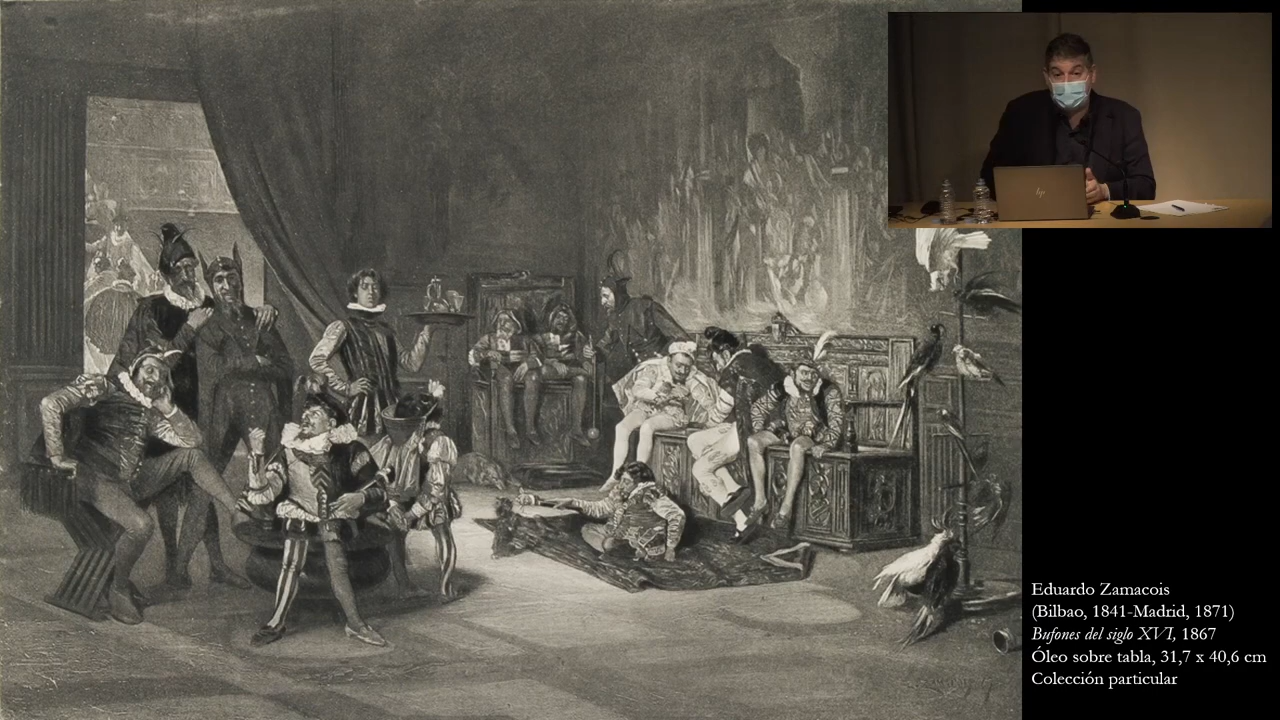 hp
Eduardo Zamacois
(Bilbao, 1841-Madrid, 1871)
Bufones del siglo XVI, 1867
Óleo sobre tabla, 31,7 x 40,6 cm
Colección particular